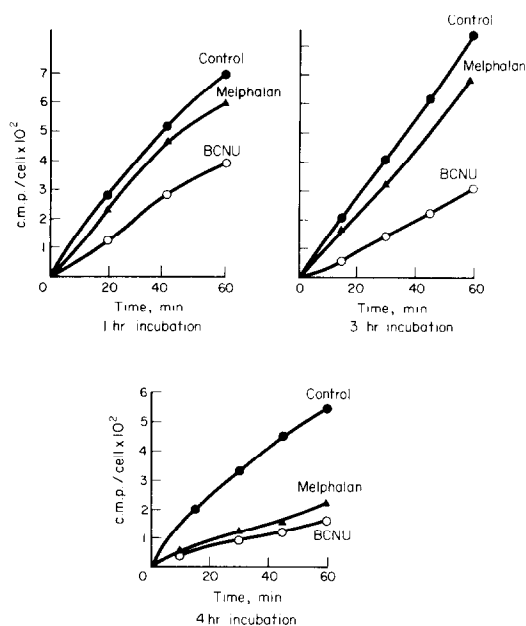 Control
Melphalan
BCNU
7
6
5
4
3
2
1
c.m.p. / cell x 10²
0
20
40
60
Time, min
1 hr incubation
Control
Melphalan
BCNU
0
20
40
60
Time, min
3 hr incubation
6
5
4
3
2
1
c.m.p. / cell x 10²
Control
Melphalan
BCNU
0
20
40
60
Time, min
4 hr incubation